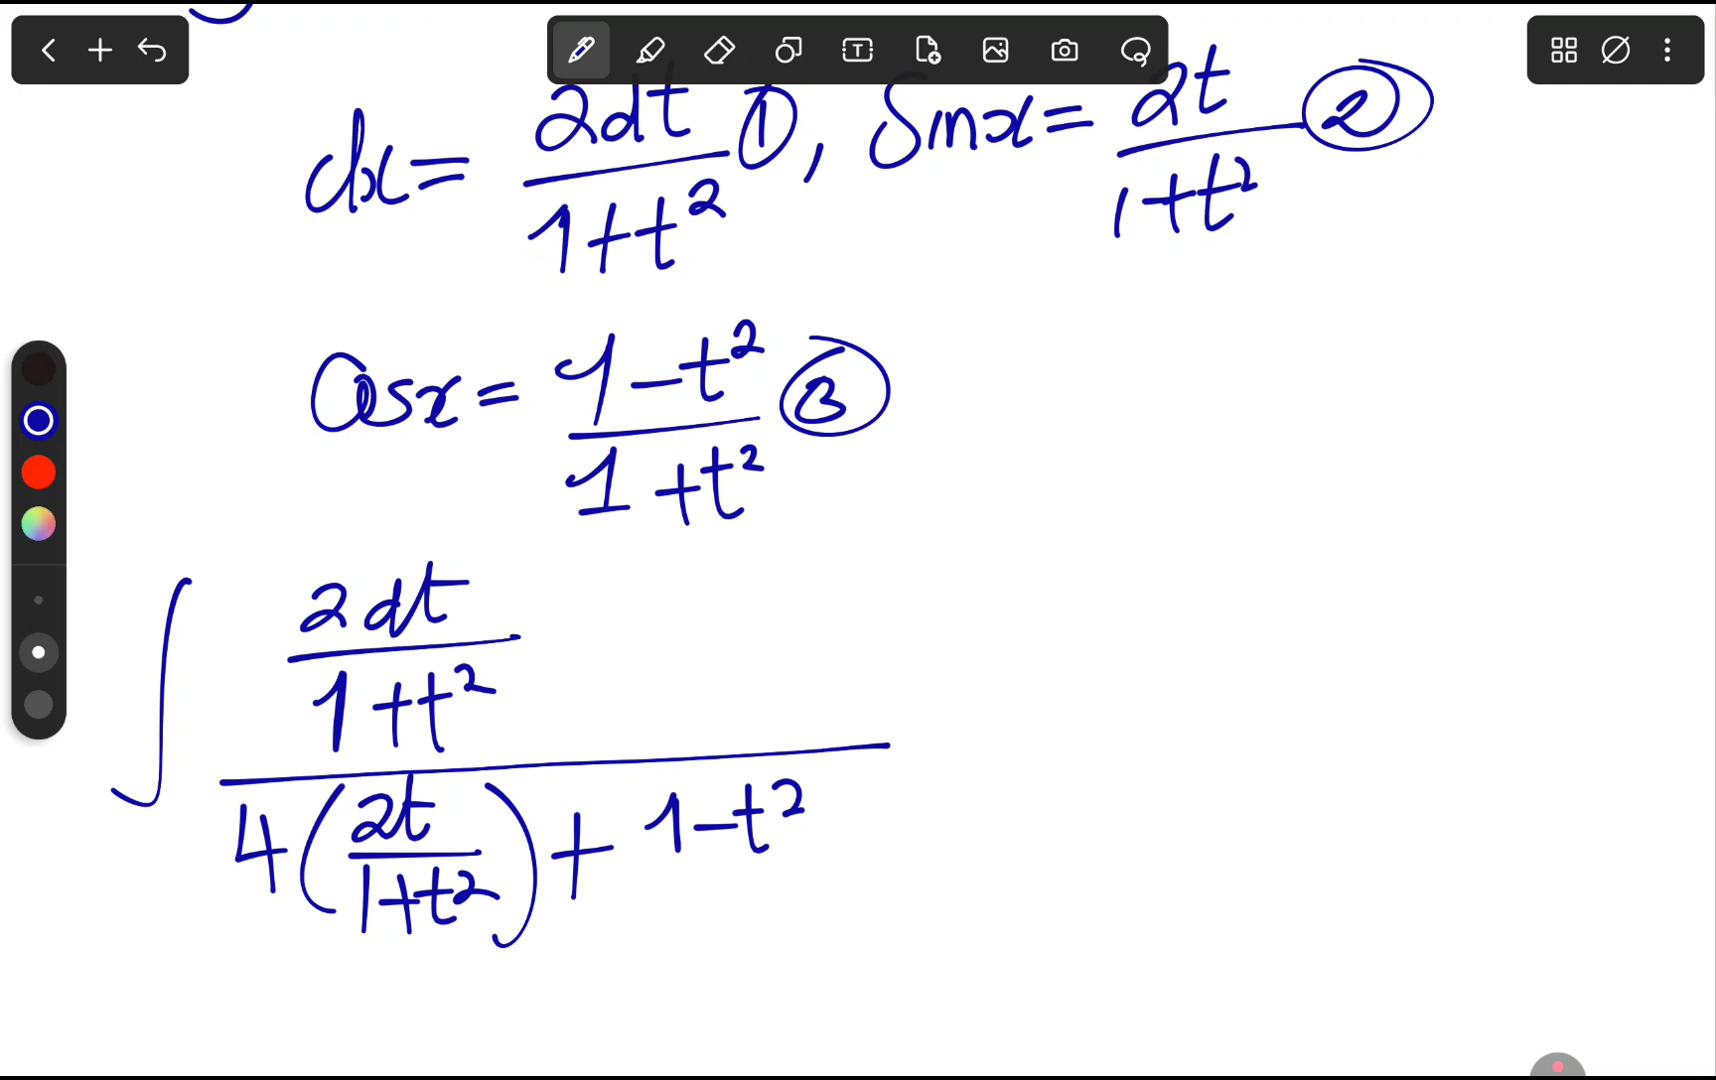 dx = 2dt / 1+t² ①, Sinx = 2t / 1+t² ②
Cosx = 1-t² / 1+t² ③
∫ 2dt / 1+t²
4(2t / 1+t²) + 1-t²